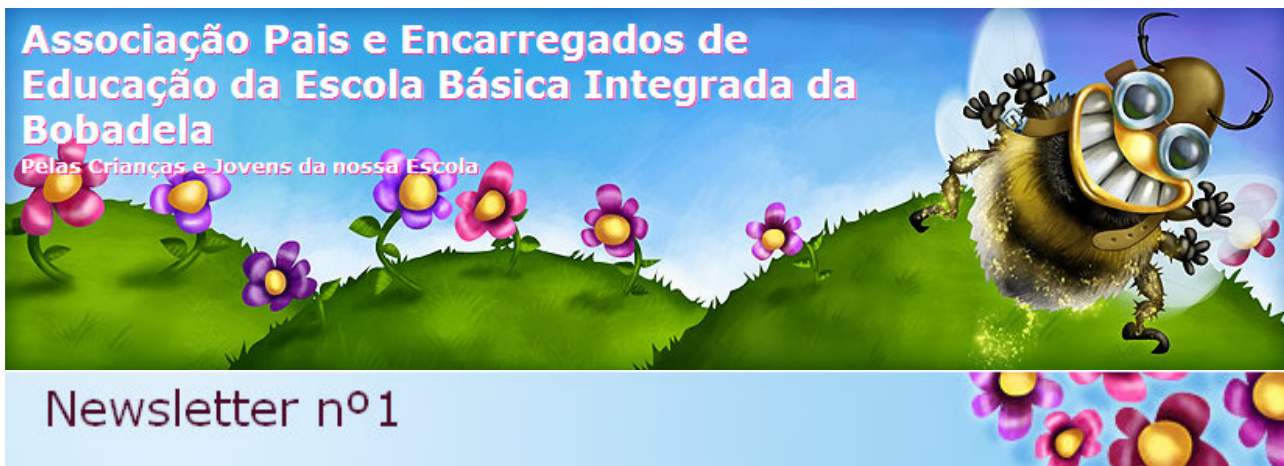 Associação Pais e Encarregados de
Educação da Escola Básica Integrada da
Bobadela
Pelas Crianças e Jovens da nossa Escola
Newsletter nº1